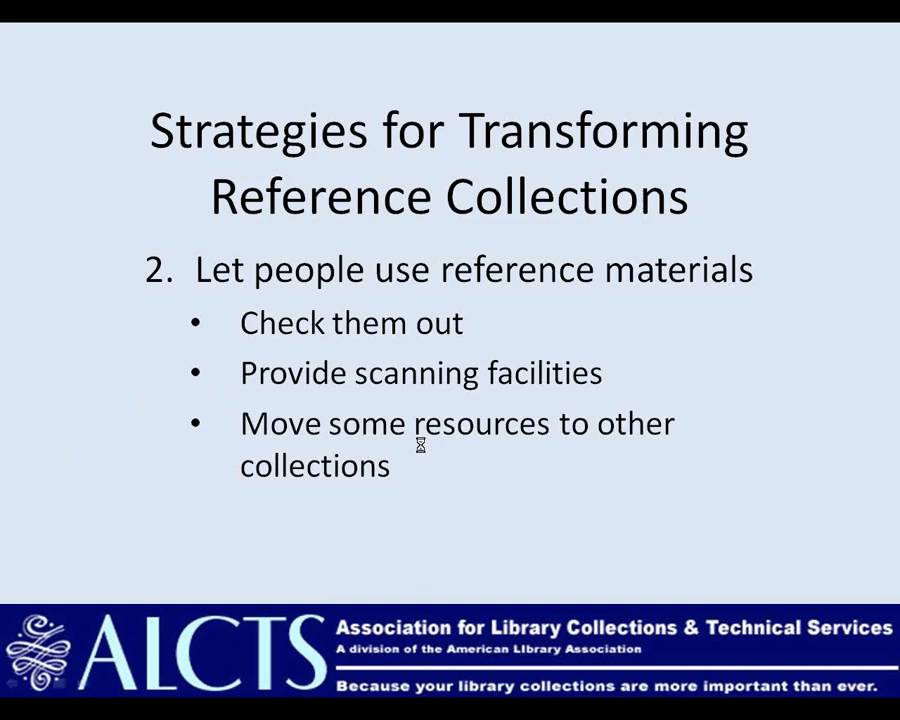 Strategies for Transforming
Reference Collections
2. Let people use reference materials
• Check them out
• Provide scanning facilities
• Move some resources to other
collections
ALCTS
Association for Library Collections & Technical Services
A division of the American Library Association
Because your library collections are more important than ever.